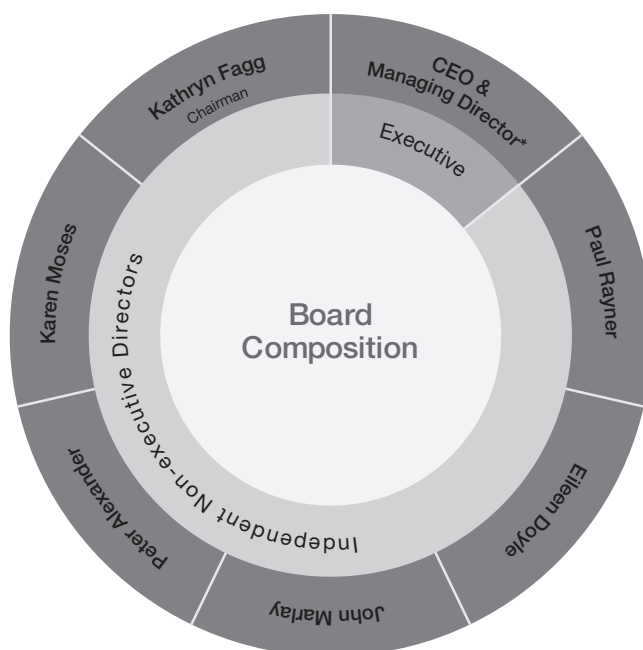 Board
Composition
Executive
Independent Non-executive Directors
CEO &
Managing Director*
Paul Rayner
Eileen Doyle
John Marlay
Peter Alexander
Karen Moses
Kathryn Fagg
Chairman